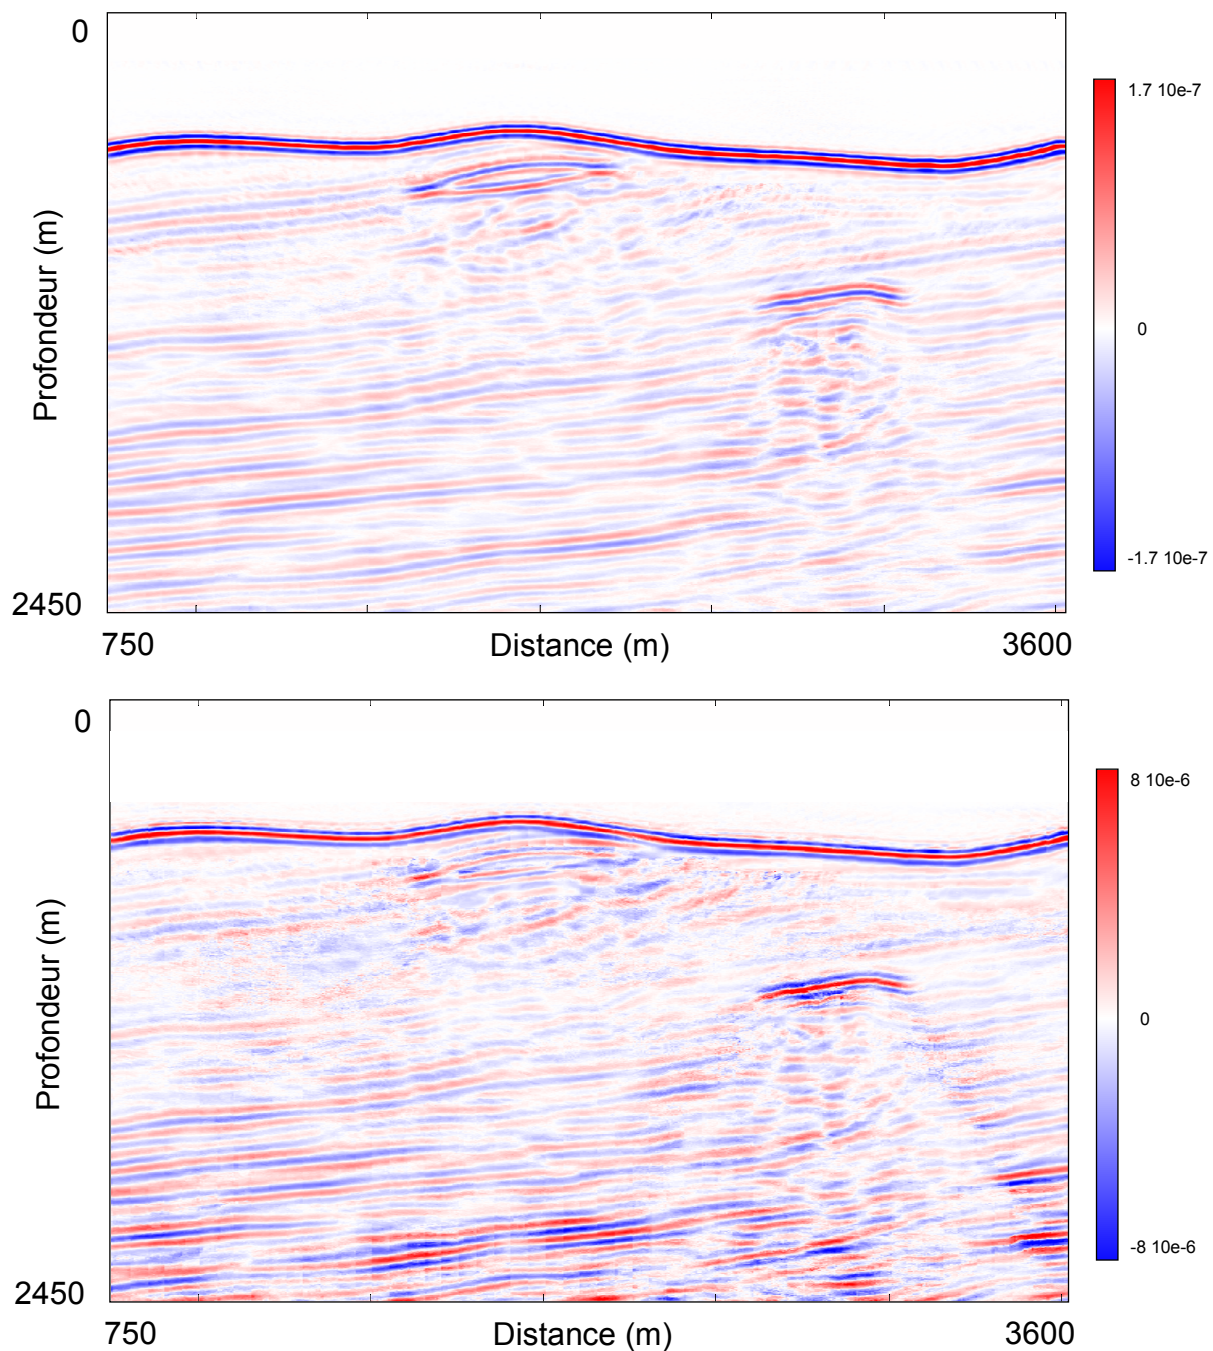 0
1.7 10e-7
Profondeur (m)
0
-1.7 10e-7
2450
750
Distance (m)
3600
0
8 10e-6
Profondeur (m)
0
-8 10e-6
2450
750
Distance (m)
3600